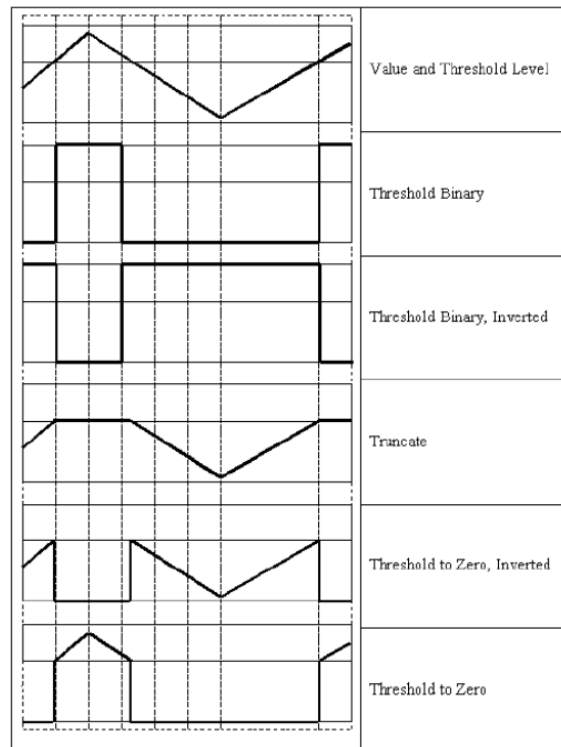 Value and Threshold Level
Threshold Binary
Threshold Binary, Inverted
Truncate
Threshold to Zero, Inverted
Threshold to Zero